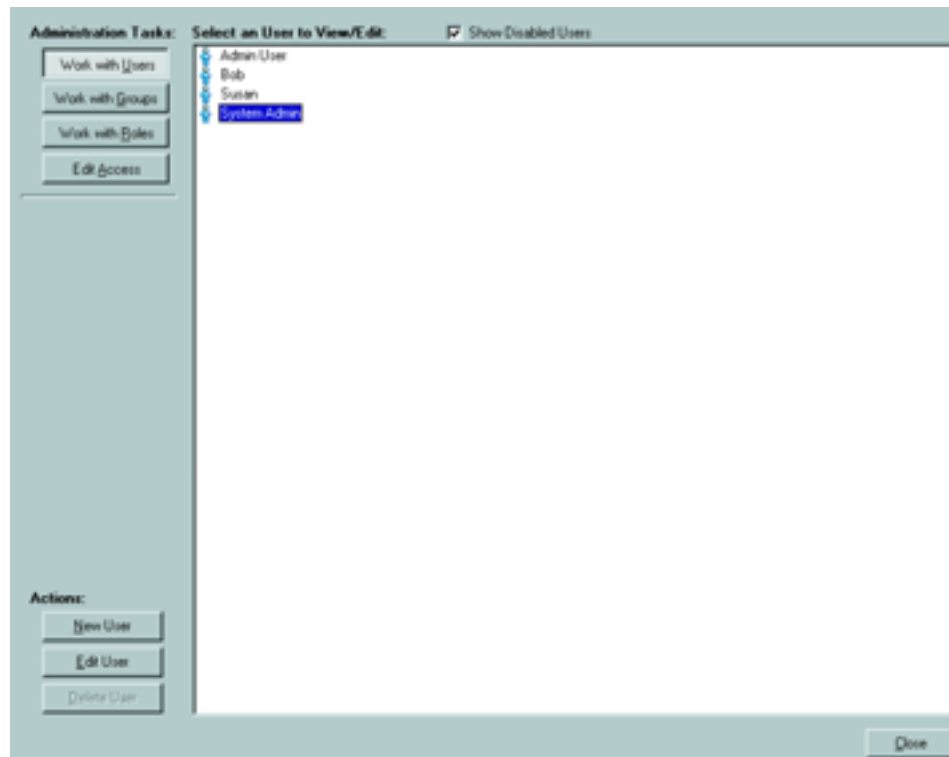 Administration Tasks:
Work with Users
Work with Groups
Work with Roles
Edit Access
Select an User to View/Edit:
Show Disabled Users
Admin User
Bob
Susan
System Admin
Actions:
New User
Edit User
Delete User
Close